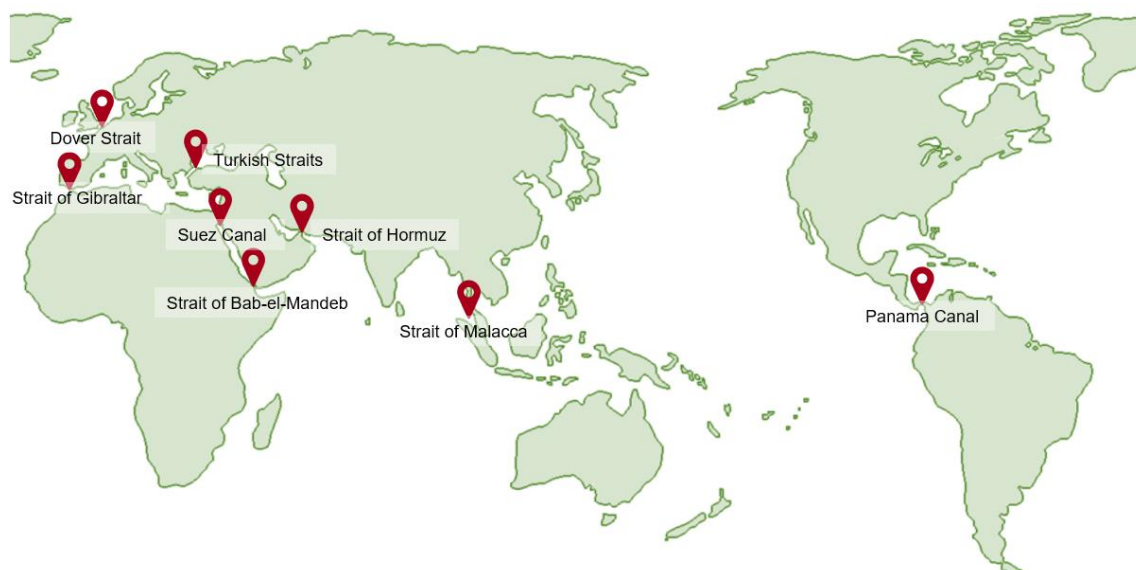 Dover Strait
Turkish Straits
Strait of Gibraltar
Suez Canal
Strait of Hormuz
Strait of Bab-el-Mandeb
Strait of Malacca
Panama Canal